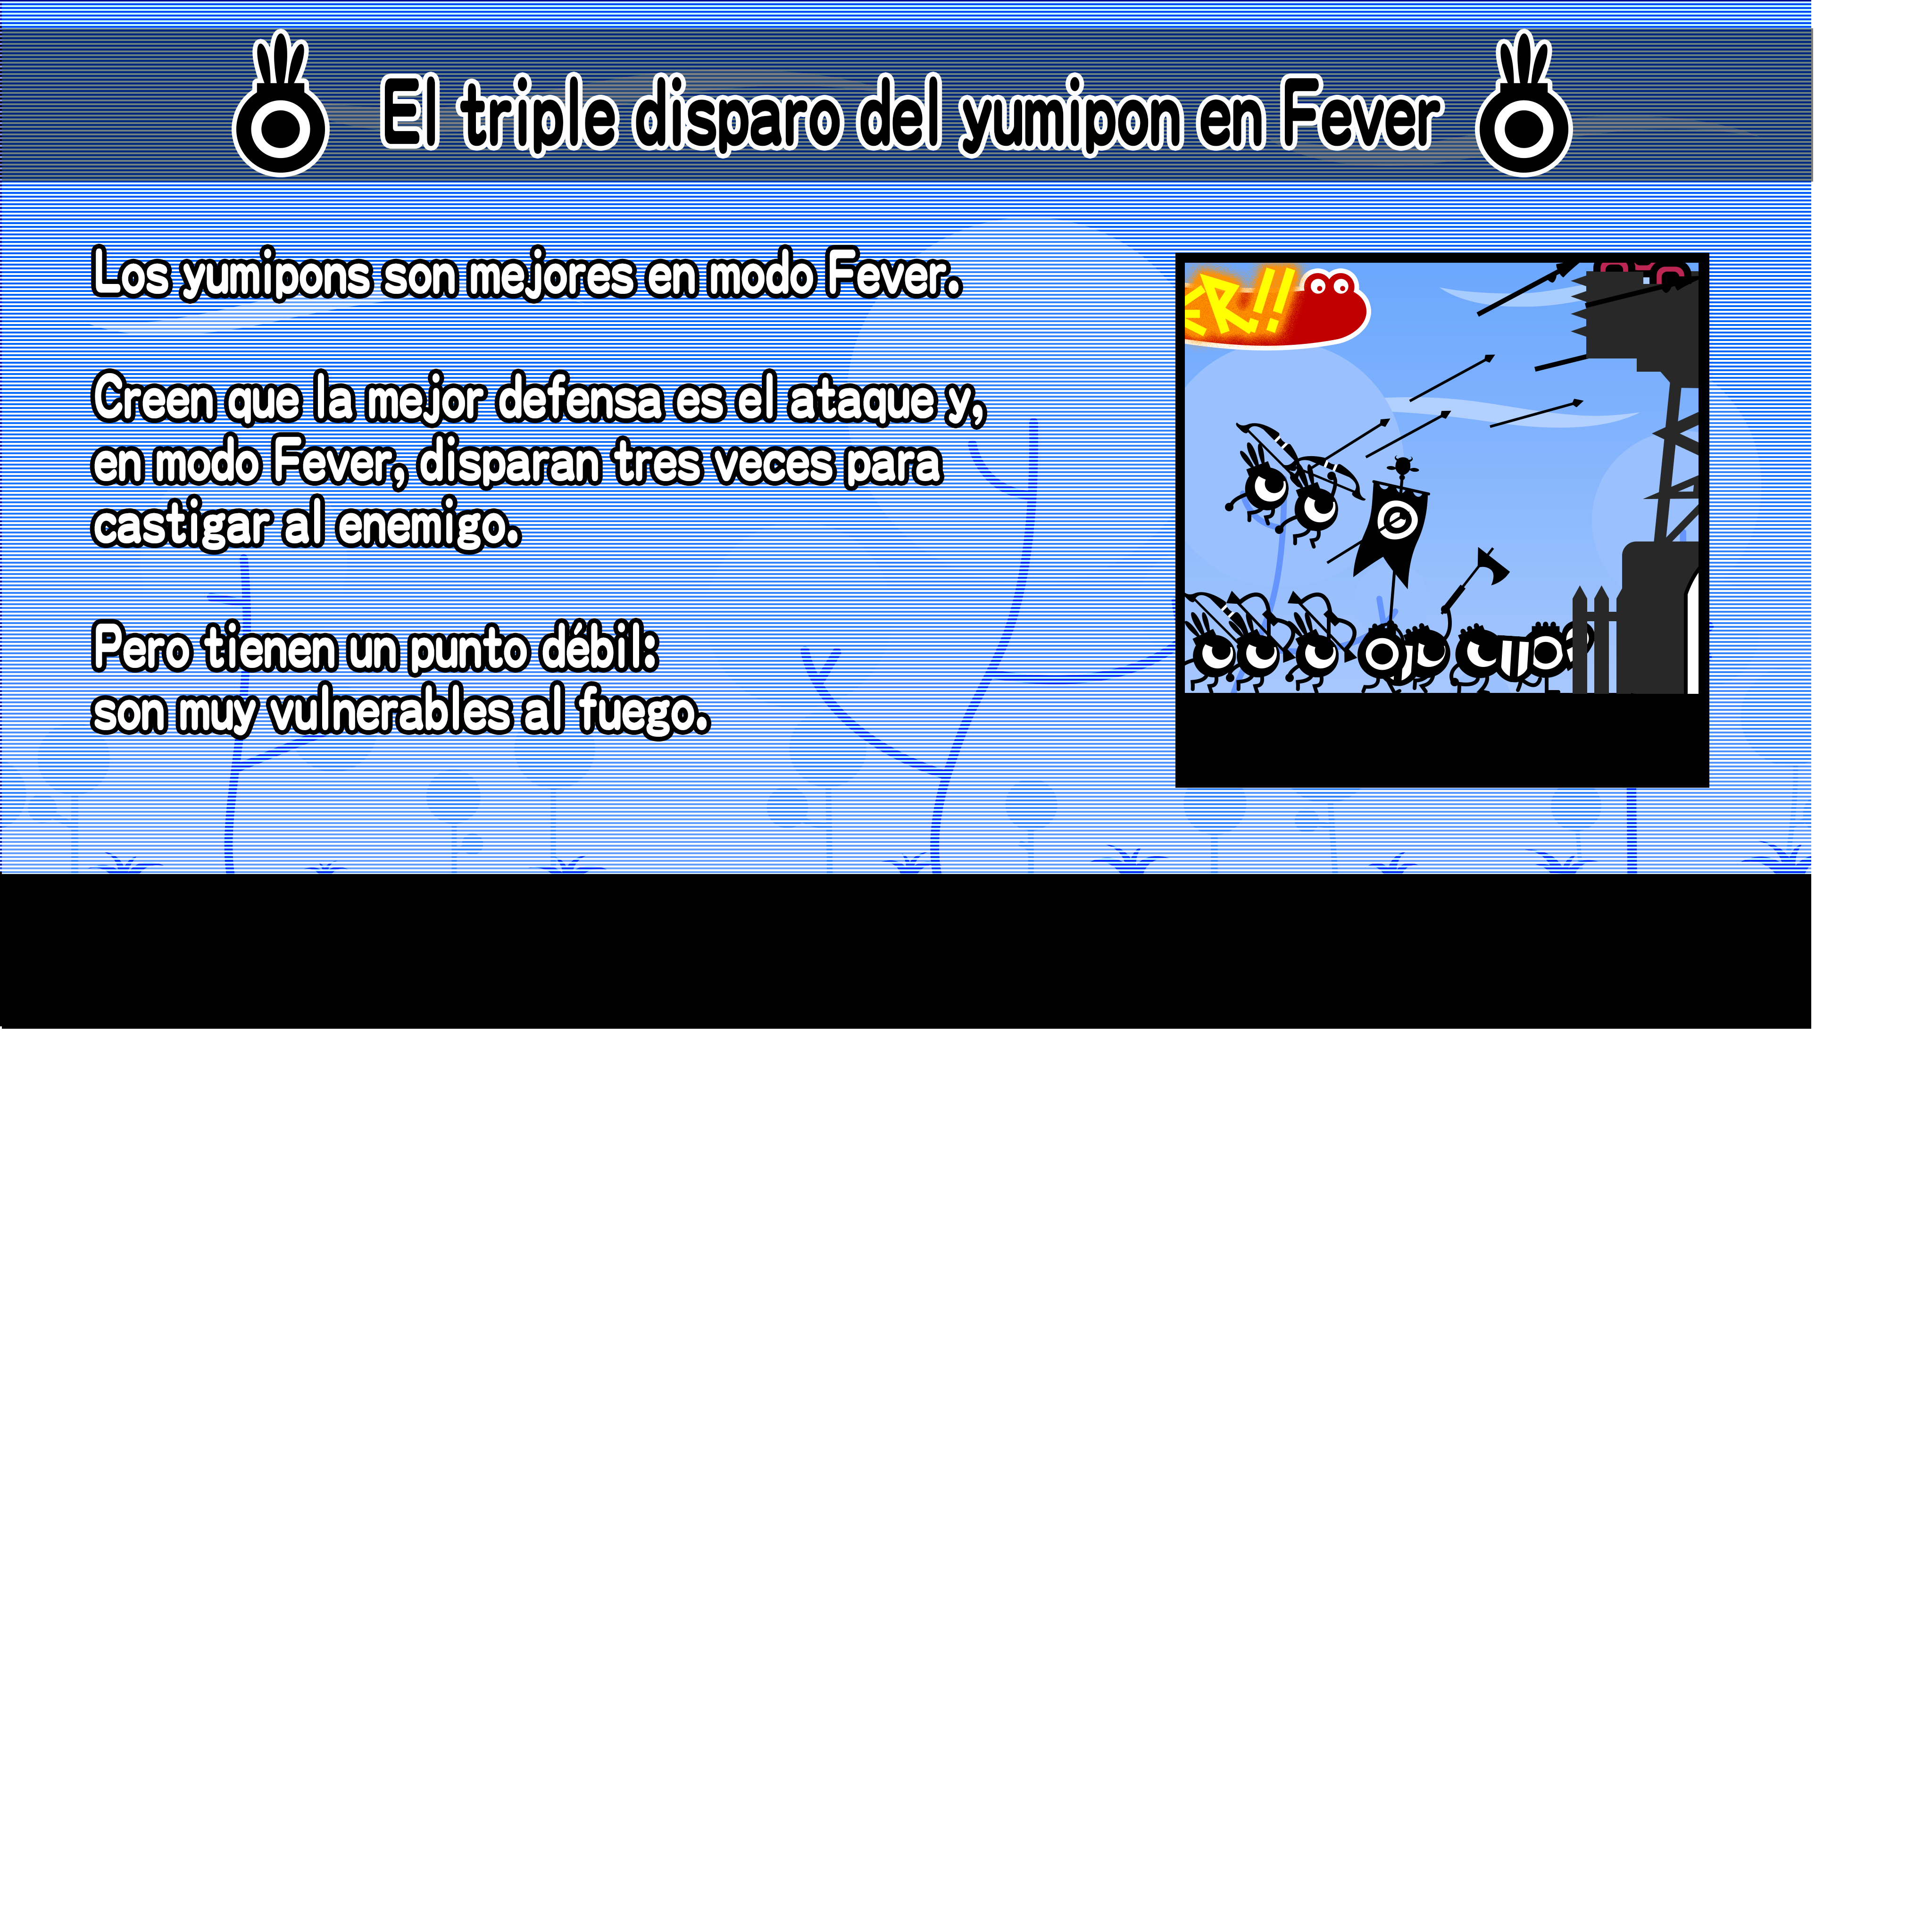 El triple disparo del yumipon en Fever
Los yumipons son mejores en modo Fever.
Creen que la mejor defensa es el ataque y,
en modo Fever, disparan tres veces para
castigar al enemigo.
Pero tienen un punto débil:
son muy vulnerables al fuego.
ER!!